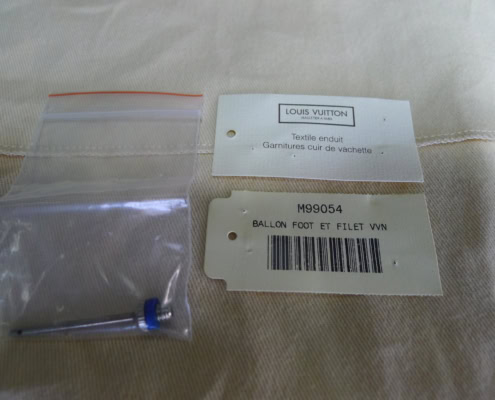 LOUIS VUITTON
Textile enduit
Garnitures cuir de vachette
M99054
BALLON FOOT ET FILET VVN